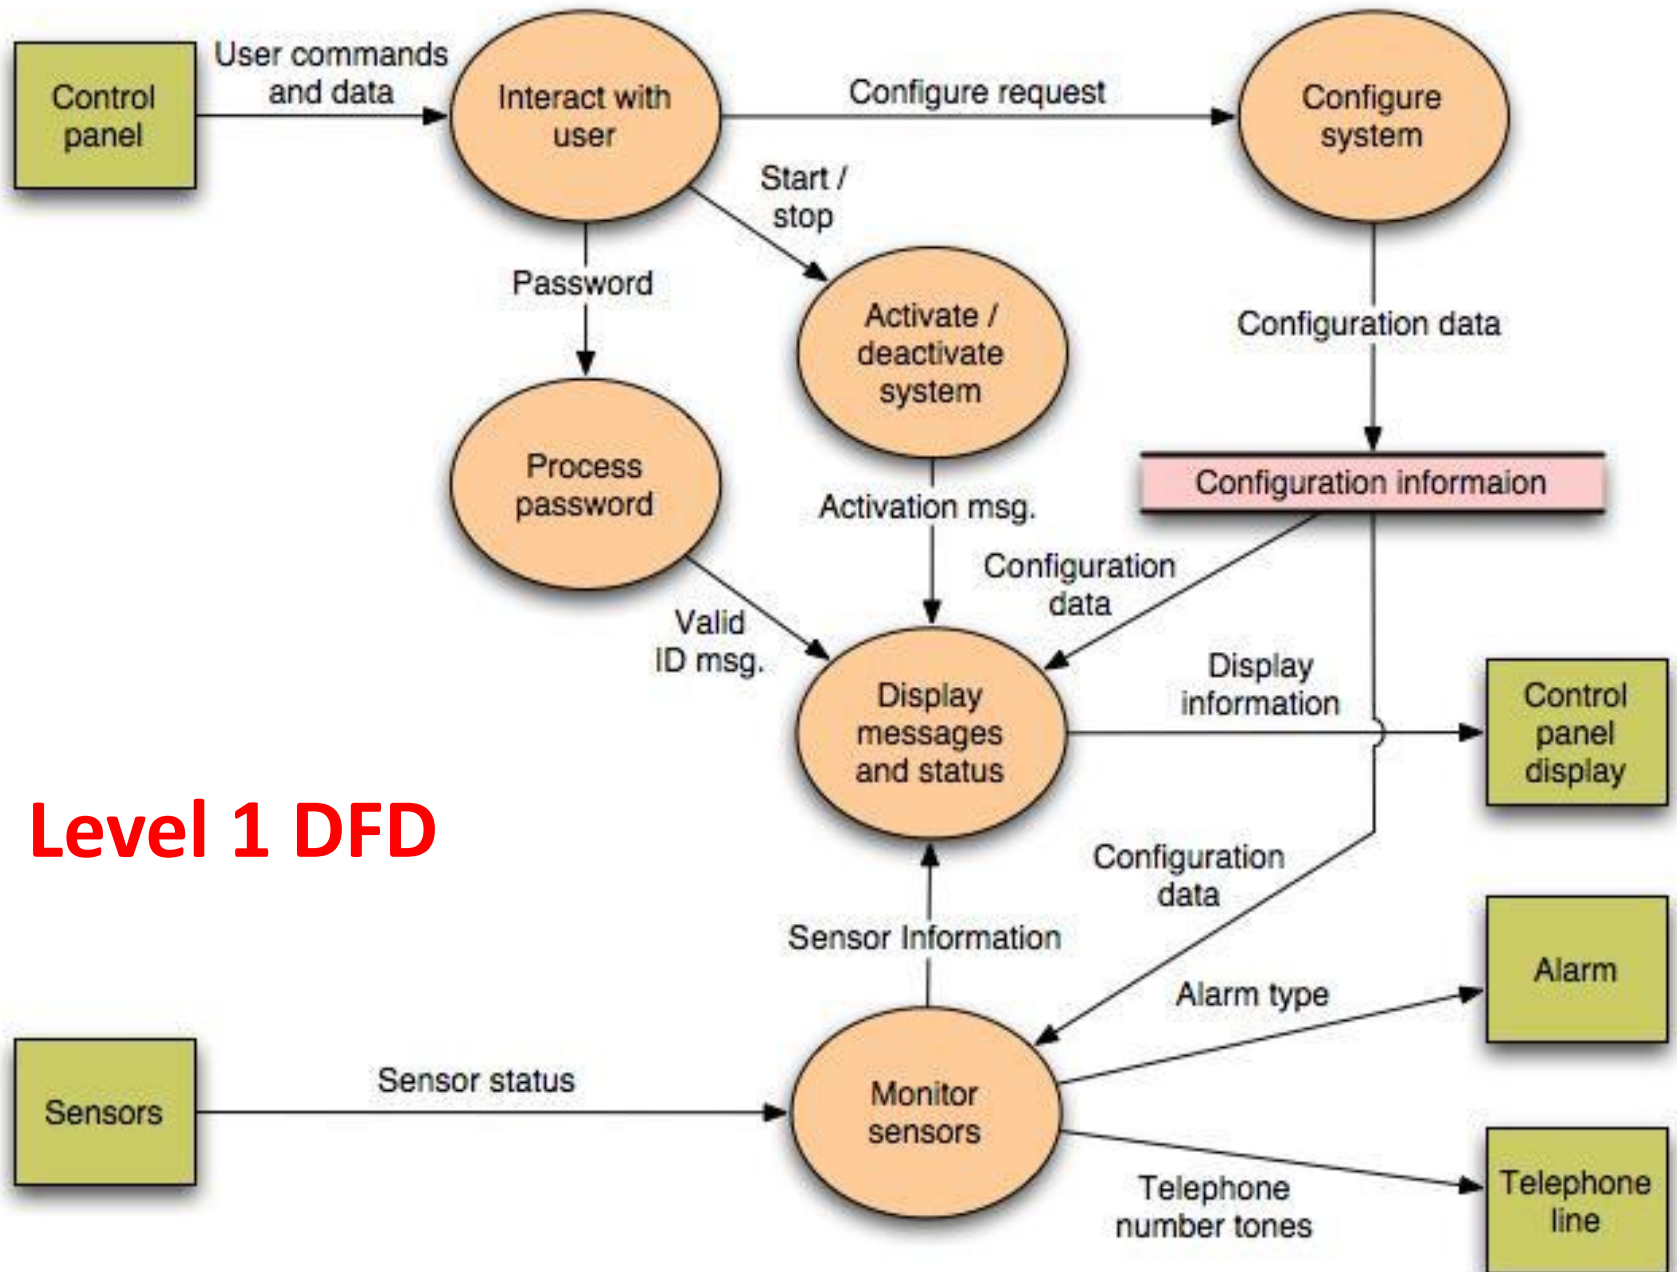 Control
panel
User commands
and data
Interact with
user
Configure request
Configure
system
Start /
stop
Password
Activate /
deactivate
system
Configuration data
Process
password
Activation msg.
Configuration informaion
Configuration
data
Valid
ID msg.
Display
messages
and status
Display
information
Control
panel
display
Level 1 DFD
Configuration
data
Sensor Information
Alarm type
Alarm
Sensors
Sensor status
Monitor
sensors
Telephone
number tones
Telephone
line